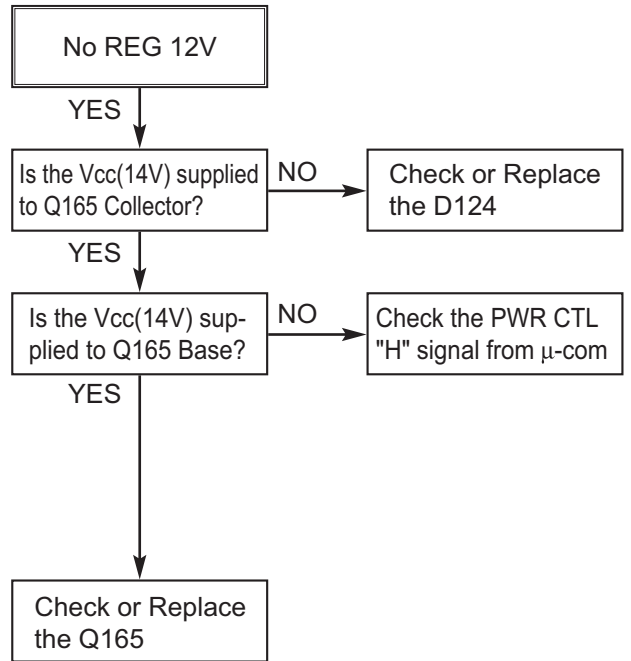 No REG 12V
YES
Is the Vcc(14V) supplied
to Q165 Collector?
NO
Check or Replace
the D124
YES
Is the Vcc(14V) sup-
plied to Q165 Base?
NO
Check the PWR CTL
"H" signal from μ-com
YES
Check or Replace
the Q165